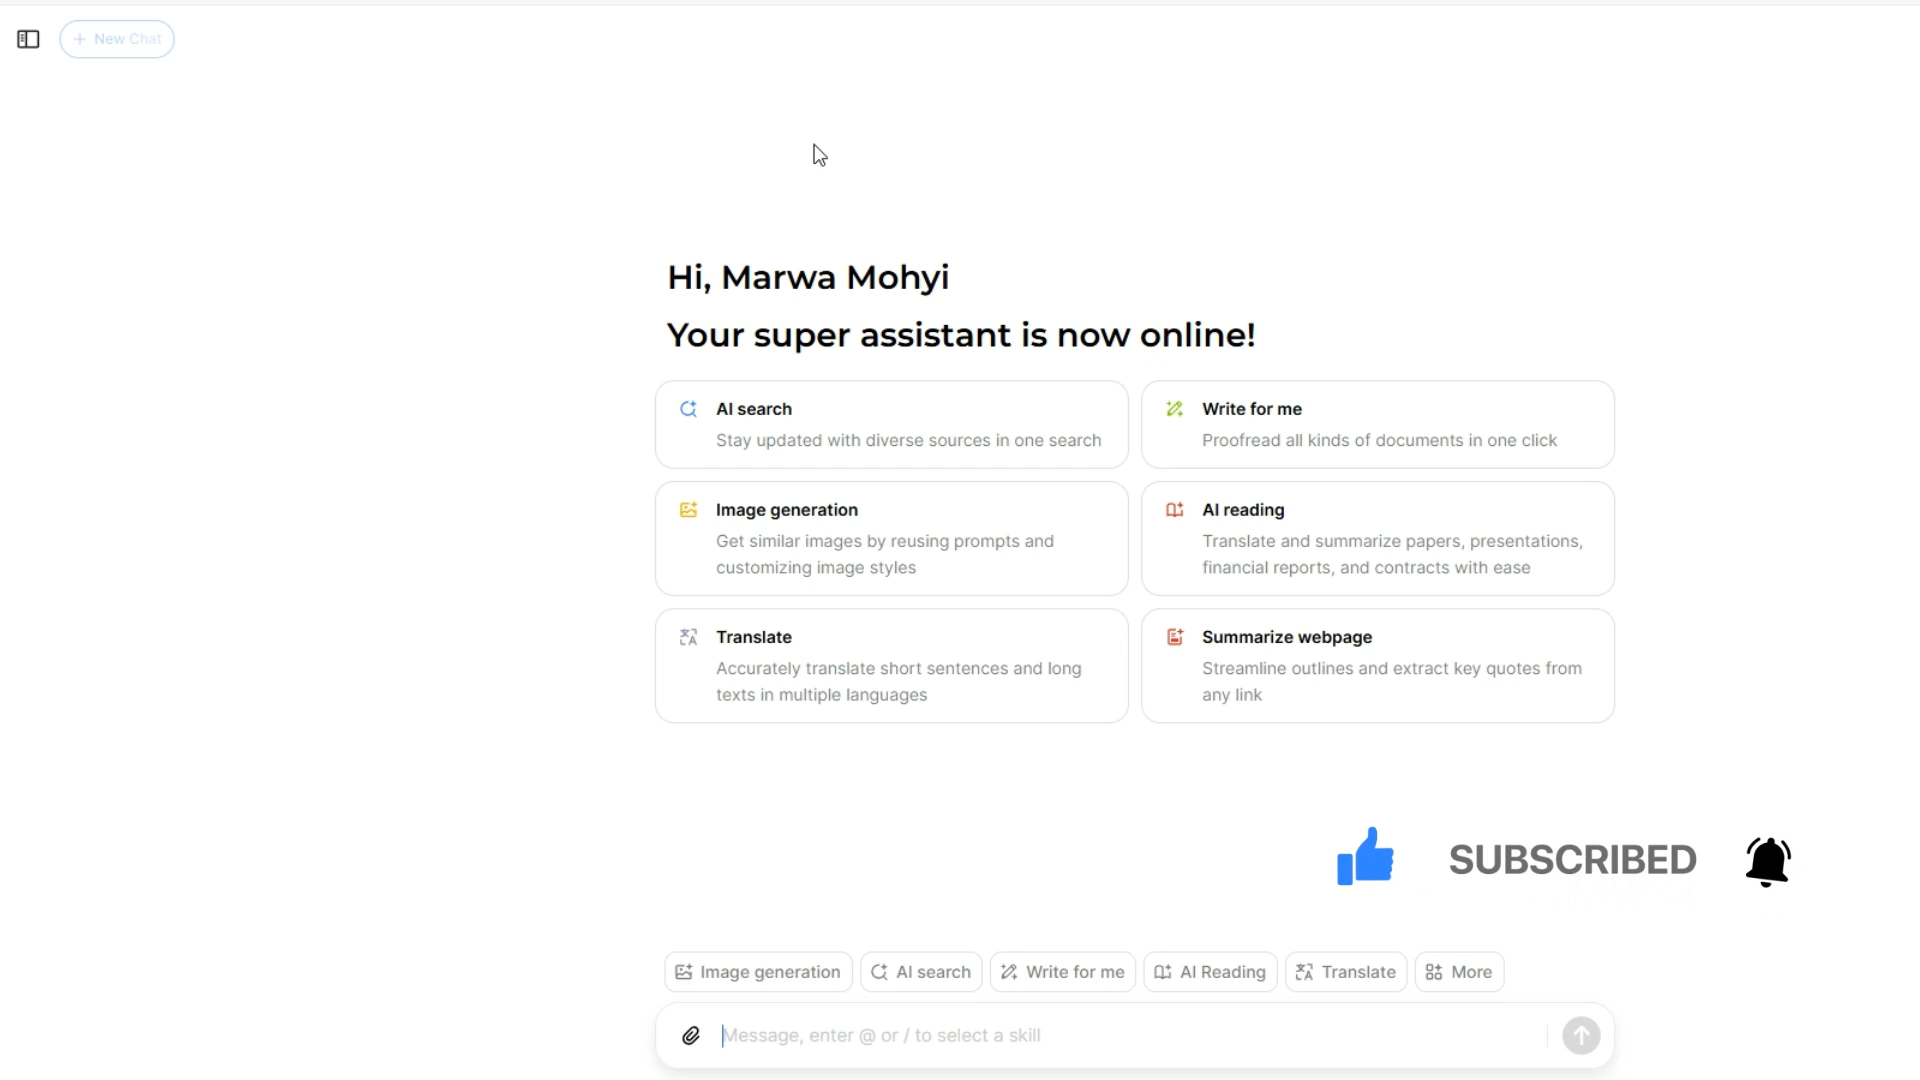 New Chat
Hi, Marwa Mohyi
Your super assistant is now online!
AI search
Stay updated with diverse sources in one search
Write for me
Proofread all kinds of documents in one click
Image generation
Get similar images by reusing prompts and
customizing image styles
AI reading
Translate and summarize papers, presentations,
financial reports, and contracts with ease
Translate
Accurately translate short sentences and long
texts in multiple languages
Summarize webpage
Streamline outlines and extract key quotes from
any link
SUBSCRIBED
Image generation
AI search
Write for me
AI Reading
Translate
More
Message, enter @ or / to select a skill